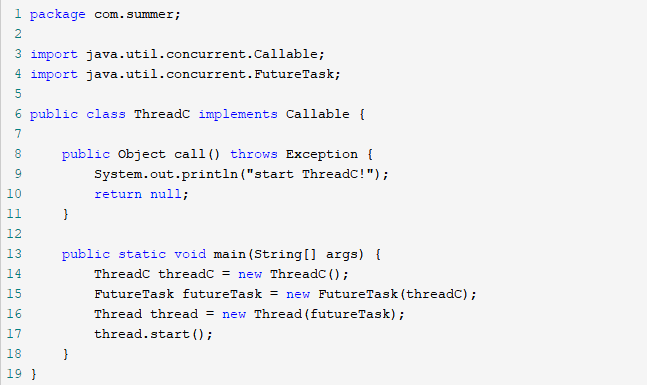 1 package com.summer;
2
3 import java.util.concurrent.Callable;
4 import java.util.concurrent.FutureTask;
5
6 public class ThreadC implements Callable {
7
8     public Object call() throws Exception {
9         System.out.println("start ThreadC!");
10         return null;
11     }
12
13     public static void main(String[] args) {
14         ThreadC threadC = new ThreadC();
15         FutureTask futureTask = new FutureTask(threadC);
16         Thread thread = new Thread(futureTask);
17         thread.start();
18     }
19 }